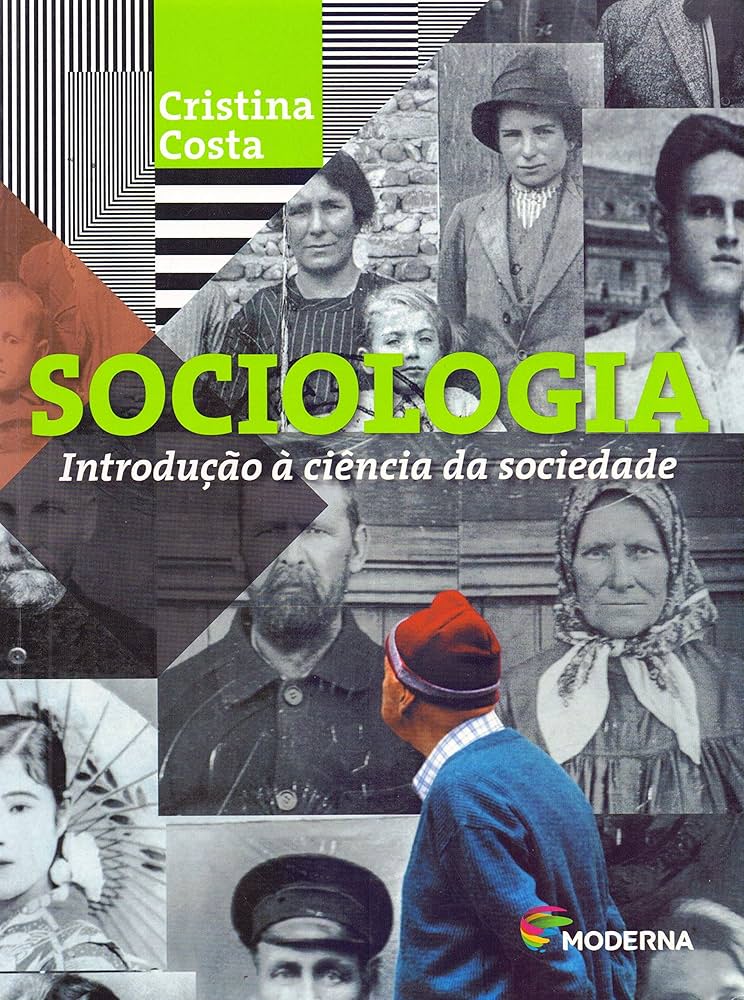 Cristina
Costa
SOCIOLOGIA
Introdução à ciência da sociedade
MODERNA